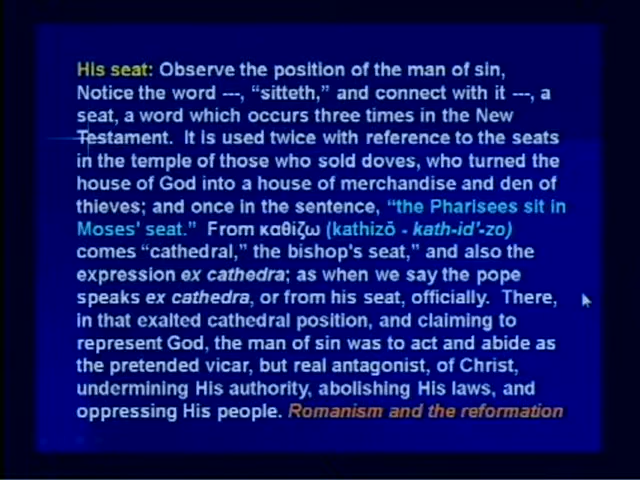 His seat: Observe the position of the man of sin,
Notice the word ---, “sitteth,” and connect with it ---, a
seat, a word which occurs three times in the New
Testament. It is used twice with reference to the seats
in the temple of those who sold doves, who turned the
house of God into a house of merchandise and den of
thieves; and once in the sentence, “the Pharisees sit in
Moses' seat.” From καθίζω (kathizō - kath-id'-zo)
comes “cathedral,” the bishop's seat,” and also the
expression ex cathedra; as when we say the pope
speaks ex cathedra, or from his seat, officially. There,
in that exalted cathedral position, and claiming to
represent God, the man of sin was to act and abide as
the pretended vicar, but real antagonist, of Christ,
undermining His authority, abolishing His laws, and
oppressing His people. Romanism and the reformation